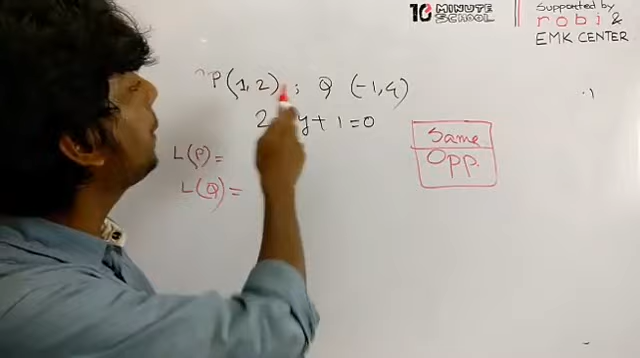 10 MINUTE SCHOOL
Supported by
robi &
EMK CENTER
P(1,2) ; Q (-1,4)
2 y+1=0
Same
Opp.
L(P)=
L(Q)=